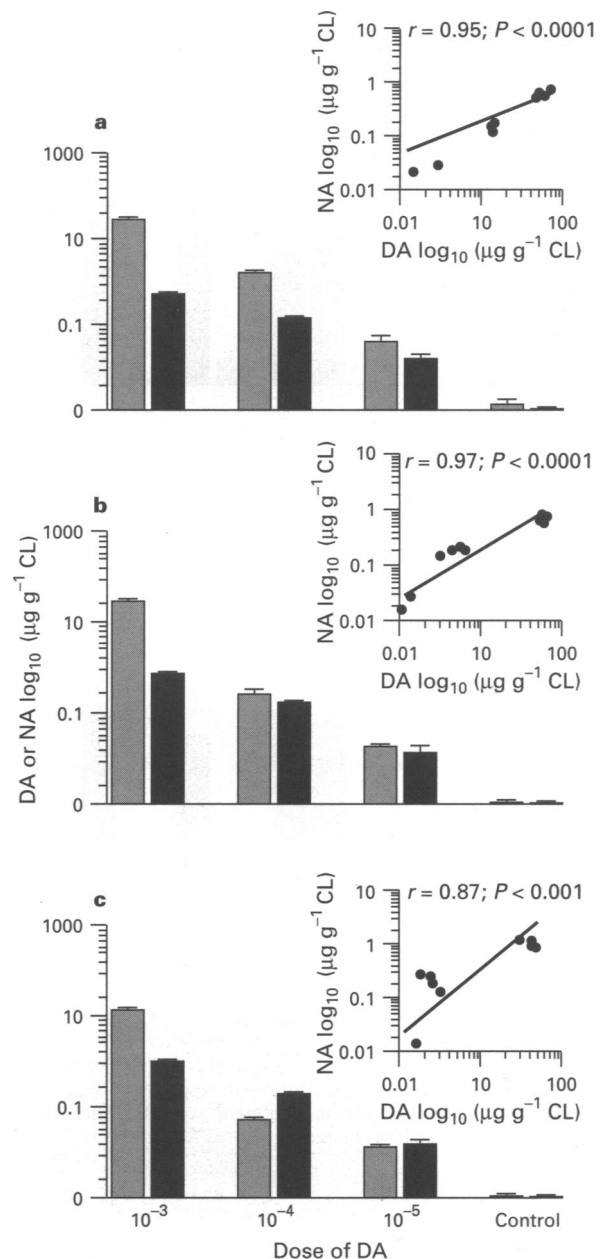 a
r = 0.95; P < 0.0001
NA log₁₀ (µg g⁻¹ CL)
10
1
0.1
0.01
0.01 10 100
DA log₁₀ (µg g⁻¹ CL)
1000
10
0.1
0
b
r = 0.97; P < 0.0001
NA log₁₀ (µg g⁻¹ CL)
10
1
0.1
0.01
0.01 10 100
DA log₁₀ (µg g⁻¹ CL)
DA or NA log₁₀ (µg g⁻¹ CL)
1000
10
0.1
0
c
r = 0.87; P < 0.001
NA log₁₀ (µg g⁻¹ CL)
10
1
0.1
0.01
0.01 10 100
DA log₁₀ (µg g⁻¹ CL)
1000
10
0.1
0
10⁻³ 10⁻⁴ 10⁻⁵ Control
Dose of DA